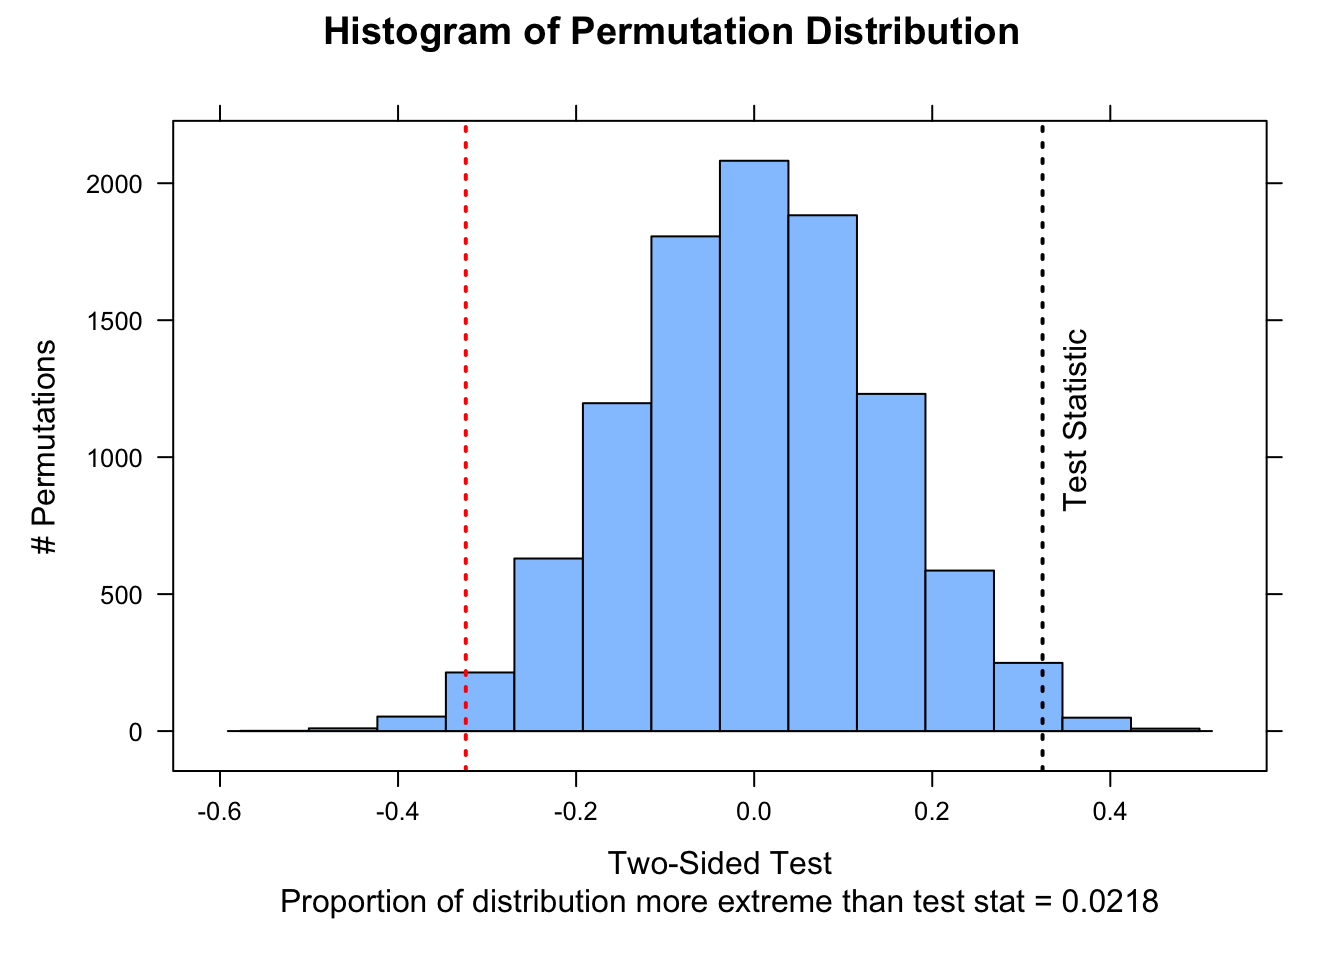 Histogram of Permutation Distribution
# Permutations
2000
1500
1000
500
0
Test Statistic
-0.6 -0.4 -0.2 0.0 0.2 0.4
Two-Sided Test
Proportion of distribution more extreme than test stat = 0.0218